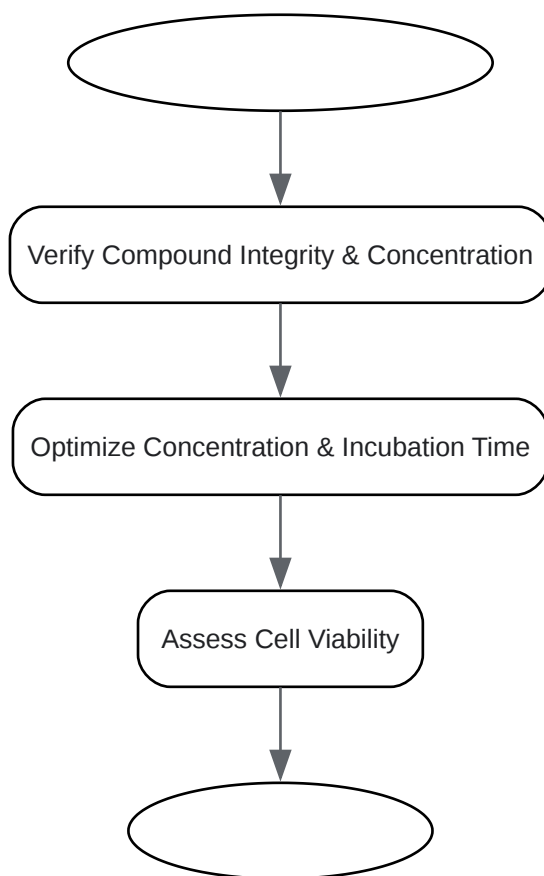 Verify Compound Integrity & Concentration
Optimize Concentration & Incubation Time
Assess Cell Viability